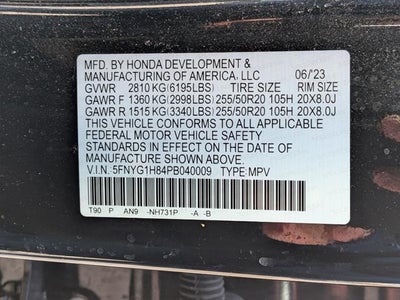 MFD. BY HONDA DEVELOPMENT &
MANUFACTURING OF AMERICA, LLC 06/'23
GVWR 2810 KG(6195LBS) TIRE SIZE RIM SIZE
GAWR F 1360 KG(2998LBS) 255/50R20 105H 20X8.0J
GAWR R 1515 KG(3340LBS) 255/50R20 105H 20X8.0J
THIS VEHICLE CONFORMS TO ALL APPLICABLE
FEDERAL MOTOR VEHICLE SAFETY
STANDARDS IN EFFECT ON THE DATE OF
MANUFACTURE SHOWN ABOVE.
V.I.N.: 5FNYG1H84PB040009 TYPE: MPV
T90 P AN9 -NH731P -A -B